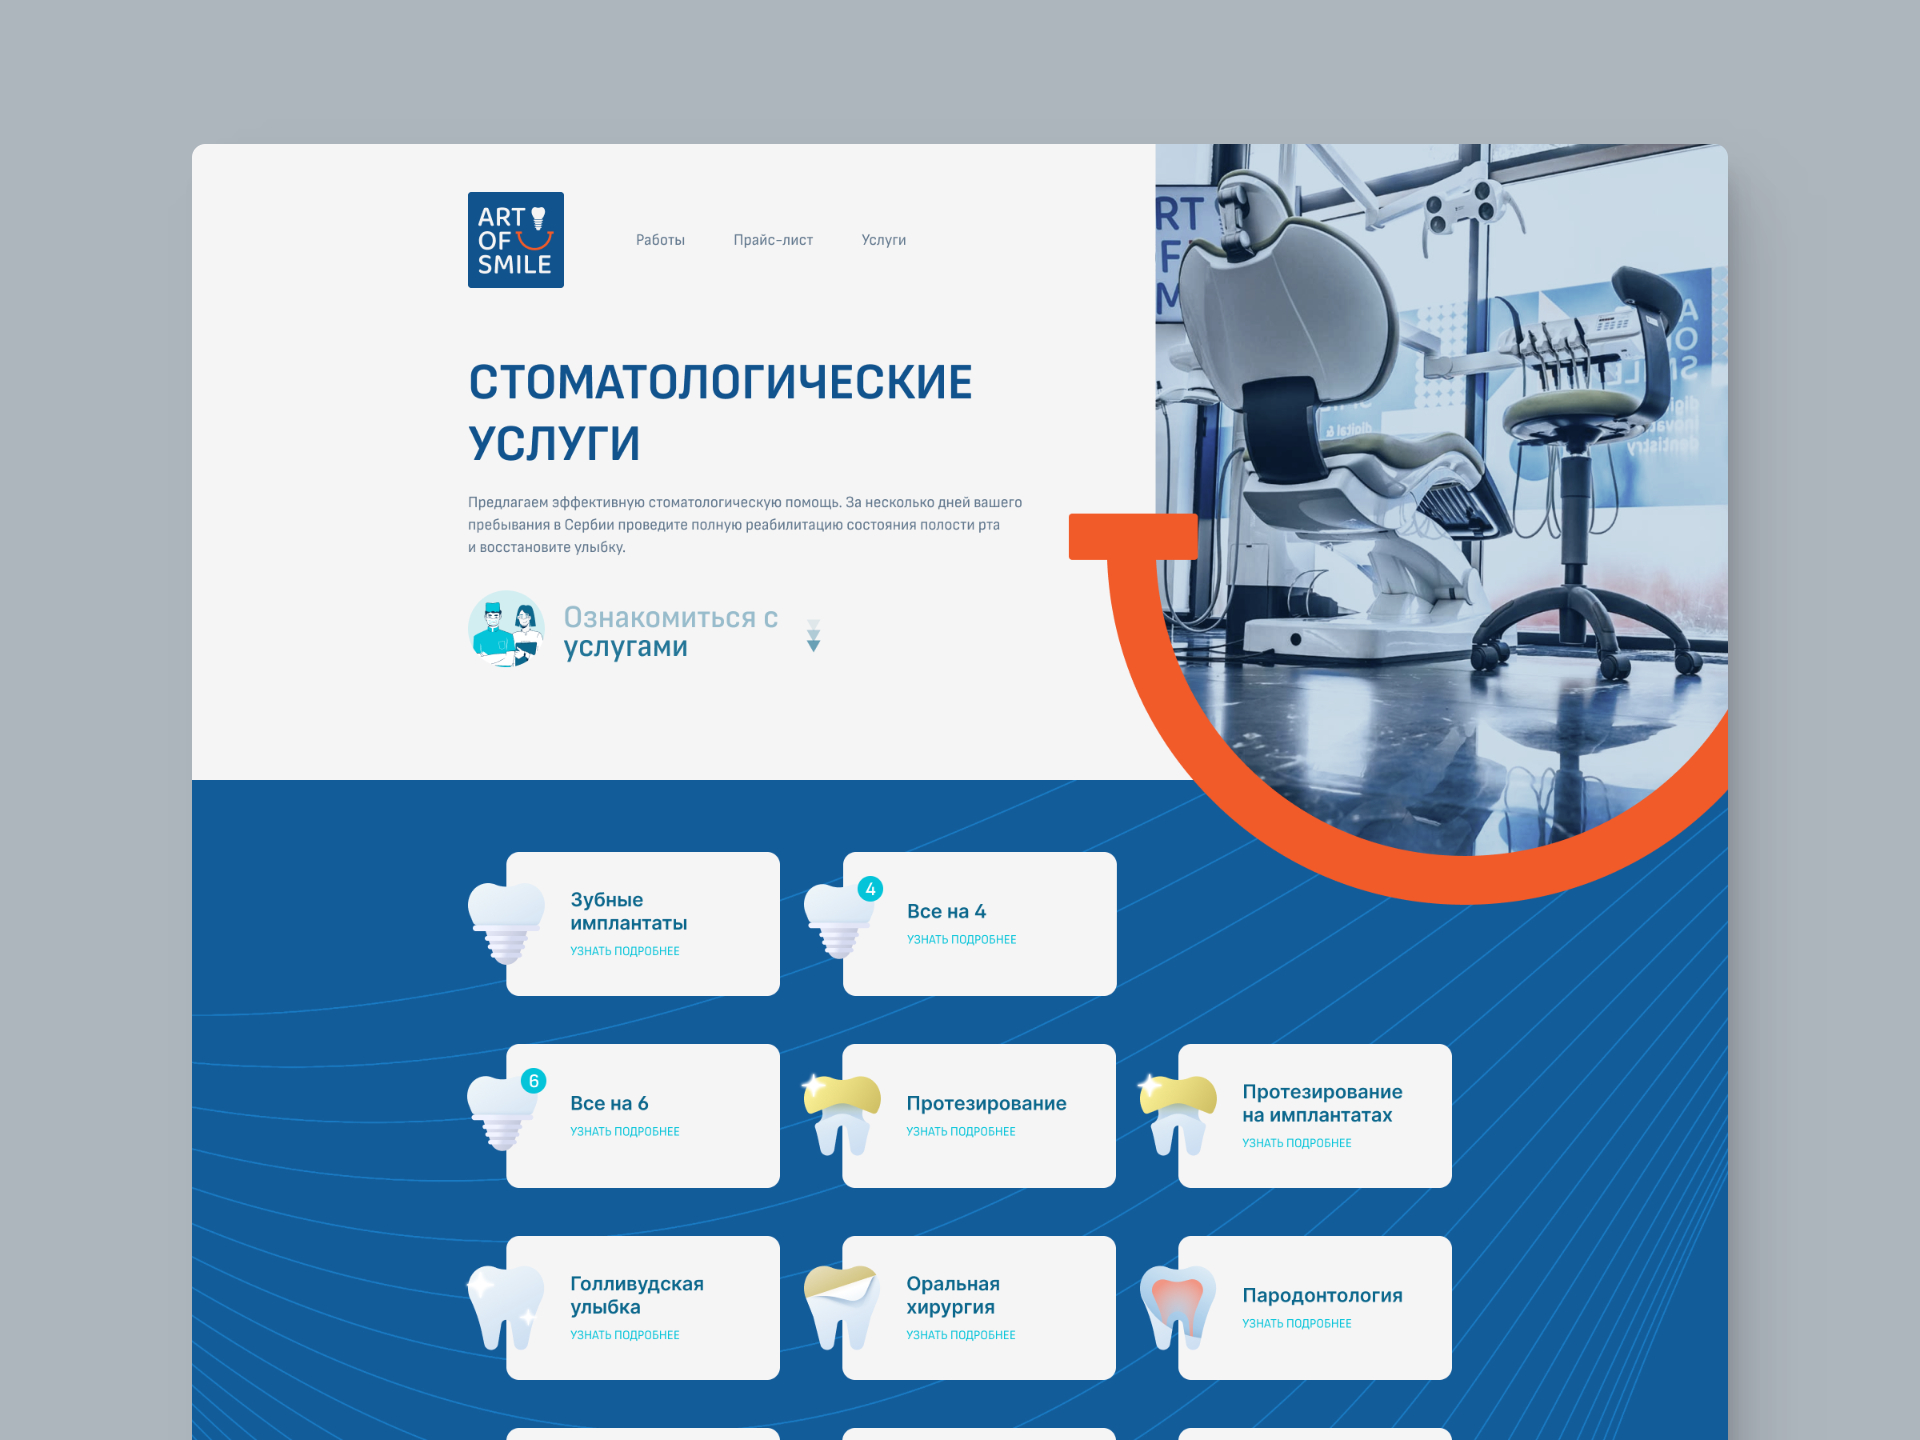 ART
OF
SMILE
Работы
Прайс-лист
Услуги
СТОМАТОЛОГИЧЕСКИЕ
УСЛУГИ
Предлагаем эффективную стоматологическую помощь. За несколько дней вашего
пребывания в Сербии проведите полную реабилитацию состояния полости рта
и восстановите улыбку.
Ознакомиться с
услугами
Зубные
имплантаты
УЗНАТЬ ПОДРОБНЕЕ
4
Все на 4
УЗНАТЬ ПОДРОБНЕЕ
6
Все на 6
УЗНАТЬ ПОДРОБНЕЕ
Протезирование
УЗНАТЬ ПОДРОБНЕЕ
Протезирование
на имплантатах
УЗНАТЬ ПОДРОБНЕЕ
Голливудская
улыбка
УЗНАТЬ ПОДРОБНЕЕ
Оральная
хирургия
УЗНАТЬ ПОДРОБНЕЕ
Пародонтология
УЗНАТЬ ПОДРОБНЕЕ